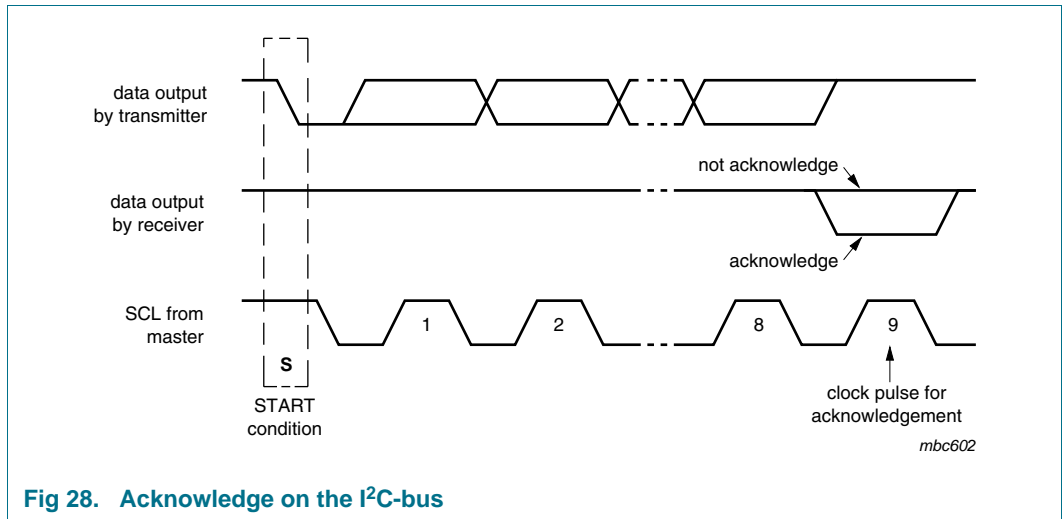 data output
by transmitter
not acknowledge
data output
by receiver
acknowledge
SCL from
master
1
2
8
9
S
START
condition
clock pulse for
acknowledgement
mbc602
Fig 28. Acknowledge on the I²C-bus